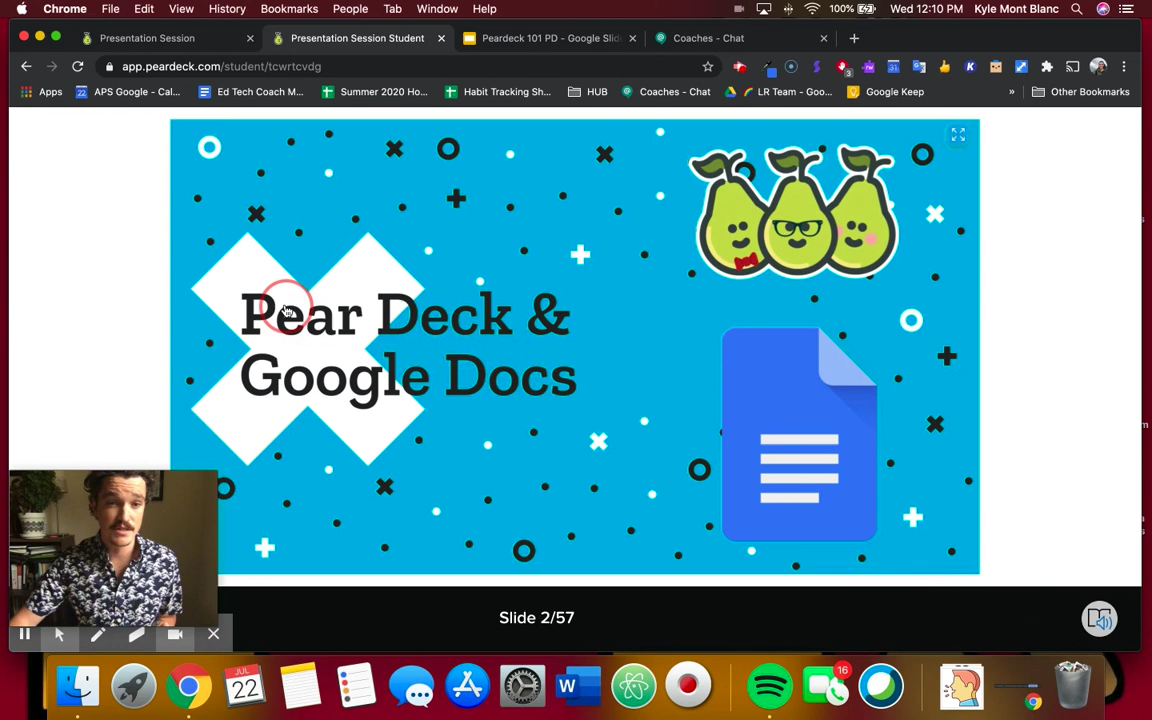 Chrome File Edit View History Bookmarks People Tab Window Help 100% Wed 12:10 PM Kyle Mont Blanc
Presentation Session Presentation Session Student Peardeck 101 PD - Google Slid Coaches - Chat
app.peardeck.com/student/tcwrtcvdg 3
Apps 22 APS Google - Cal... Ed Tech Coach M... Summer 2020 Ho... Habit Tracking Sh... HUB Coaches - Chat LR Team - Goo... Google Keep » Other Bookmarks
Pear Deck &
Google Docs
Slide 2/57
JUL
22
W
16